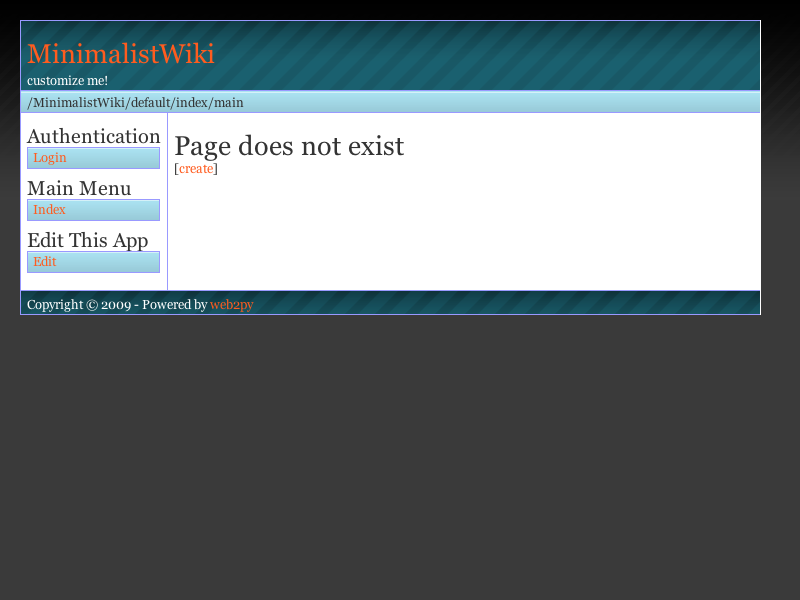 MinimalistWiki
customize me!
/MinimalistWiki/default/index/main
Authentication
Login
Main Menu
Index
Edit This App
Edit
Page does not exist
[create]
Copyright © 2009 - Powered by web2py